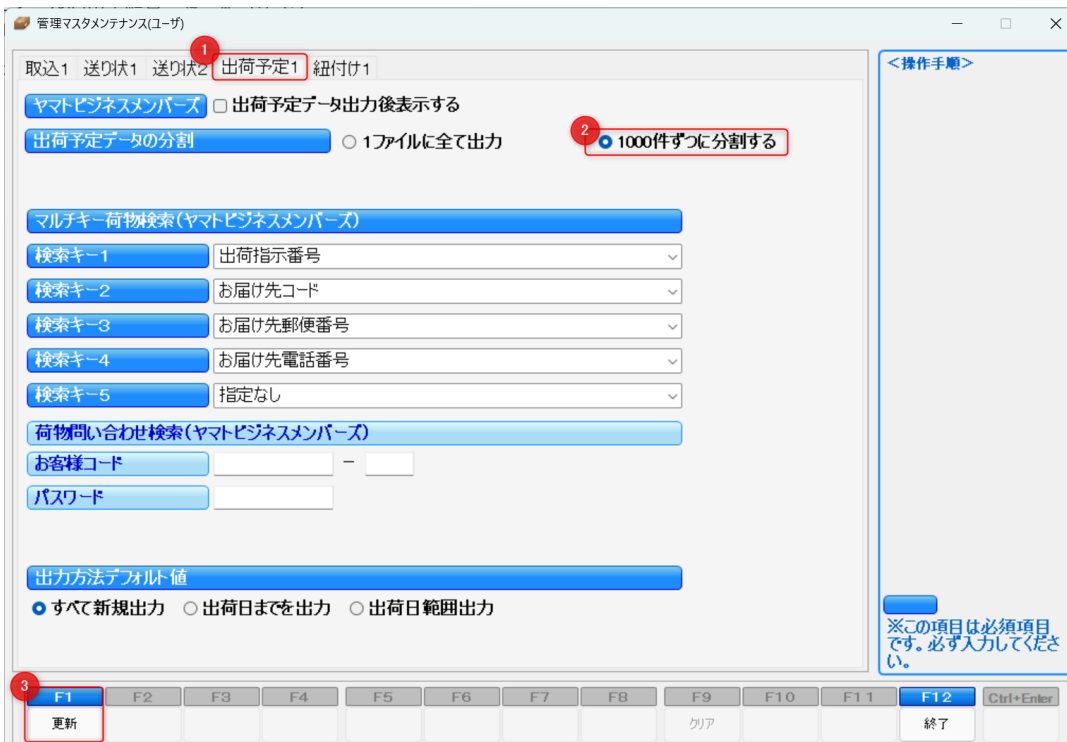 管理マスタメンテナンス(ユーザ)
1
取込1 送り状1 送り状2 出荷予定1 紐付け1
ヤマトビジネスメンバーズ 出荷予定データ出力後表示する
2
出荷予定データの分割 1ファイルに全て出力 1000件ずつに分割する
マルチキー荷物検索(ヤマトビジネスメンバーズ)
検索キー1 出荷指示番号
検索キー2 お届け先コード
検索キー3 お届け先郵便番号
検索キー4 お届け先電話番号
検索キー5 指定なし
荷物問い合わせ検索(ヤマトビジネスメンバーズ)
お客様コード -
パスワード
出力方法デフォルト値
すべて新規出力 出荷日までを出力 出荷日範囲出力
<操作手順>
※この項目は必須項目
です。必ず入力してくださ
い。
3
F1 F2 F3 F4 F5 F6 F7 F8 F9 F10 F11 F12 Ctrl+Enter
更新 クリア 終了